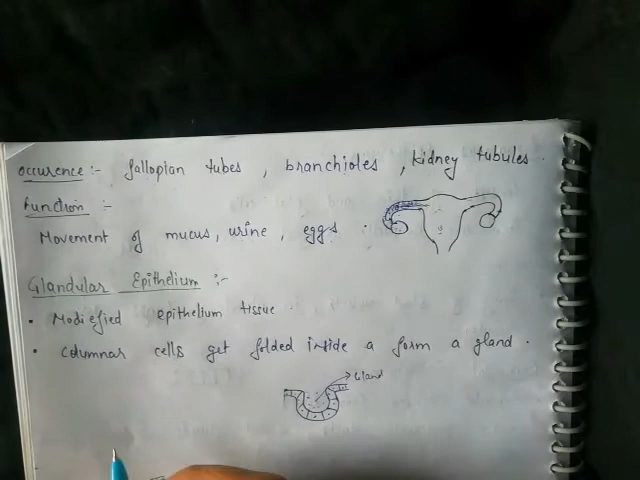 Occurence :- fallopian tubes , branchioles , kidney tubules .
Function :-
Movement of mucus, urine , eggs .
Glandular Epithelium :-
• Modiefied epithelium tissue .
• Columnar cells get folded inside a form a gland .
Gland